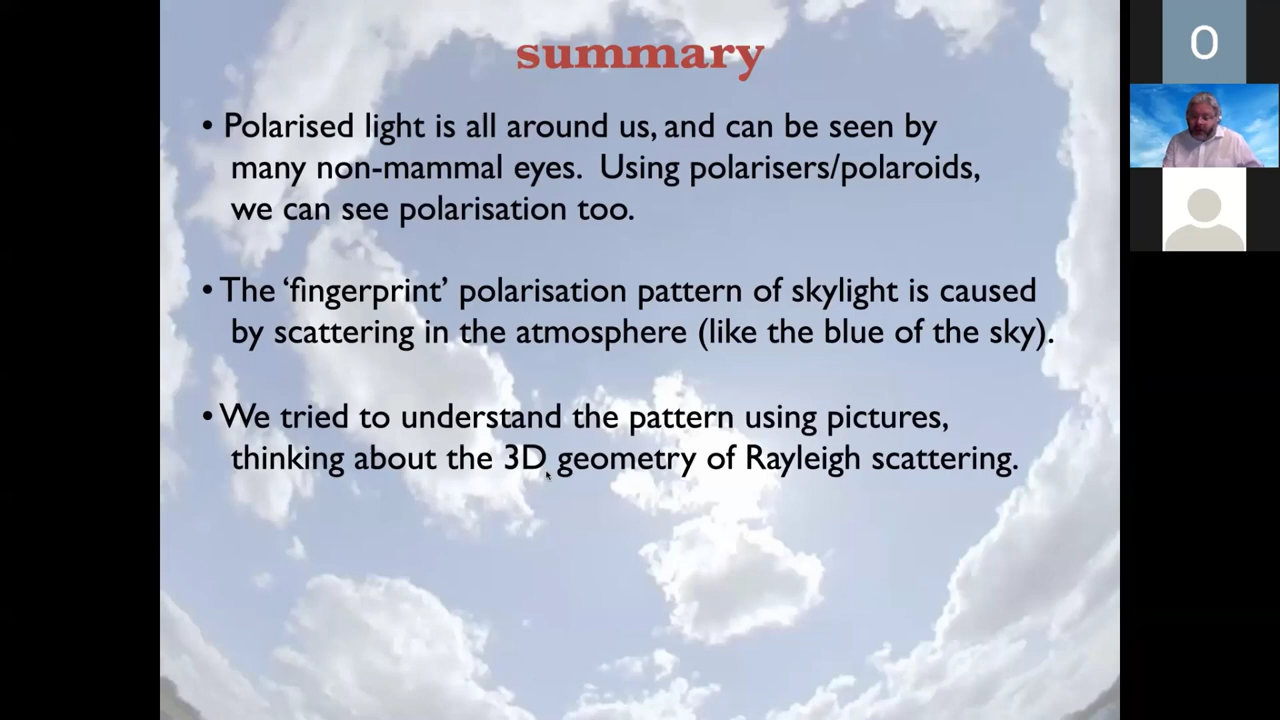 summary
• Polarised light is all around us, and can be seen by
many non-mammal eyes. Using polarisers/polaroids,
we can see polarisation too.
• The ‘fingerprint’ polarisation pattern of skylight is caused
by scattering in the atmosphere (like the blue of the sky).
• We tried to understand the pattern using pictures,
thinking about the 3D geometry of Rayleigh scattering.
O